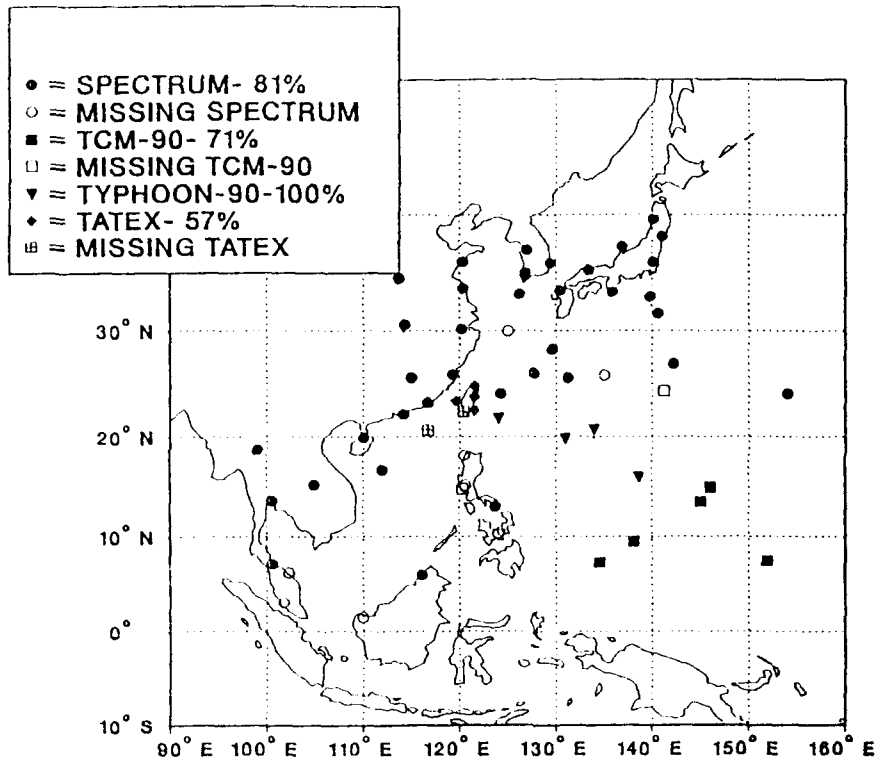 ● = SPECTRUM- 81%
○ = MISSING SPECTRUM
■ = TCM-90- 71%
□ = MISSING TCM-90
▼ = TYPHOON-90-100%
◆ = TATEX- 57%
⊞ = MISSING TATEX
30° N
20° N
10° N
0°
10° S
90° E 100° E 110° E 120° E 130° E 140° E 150° E 160° E